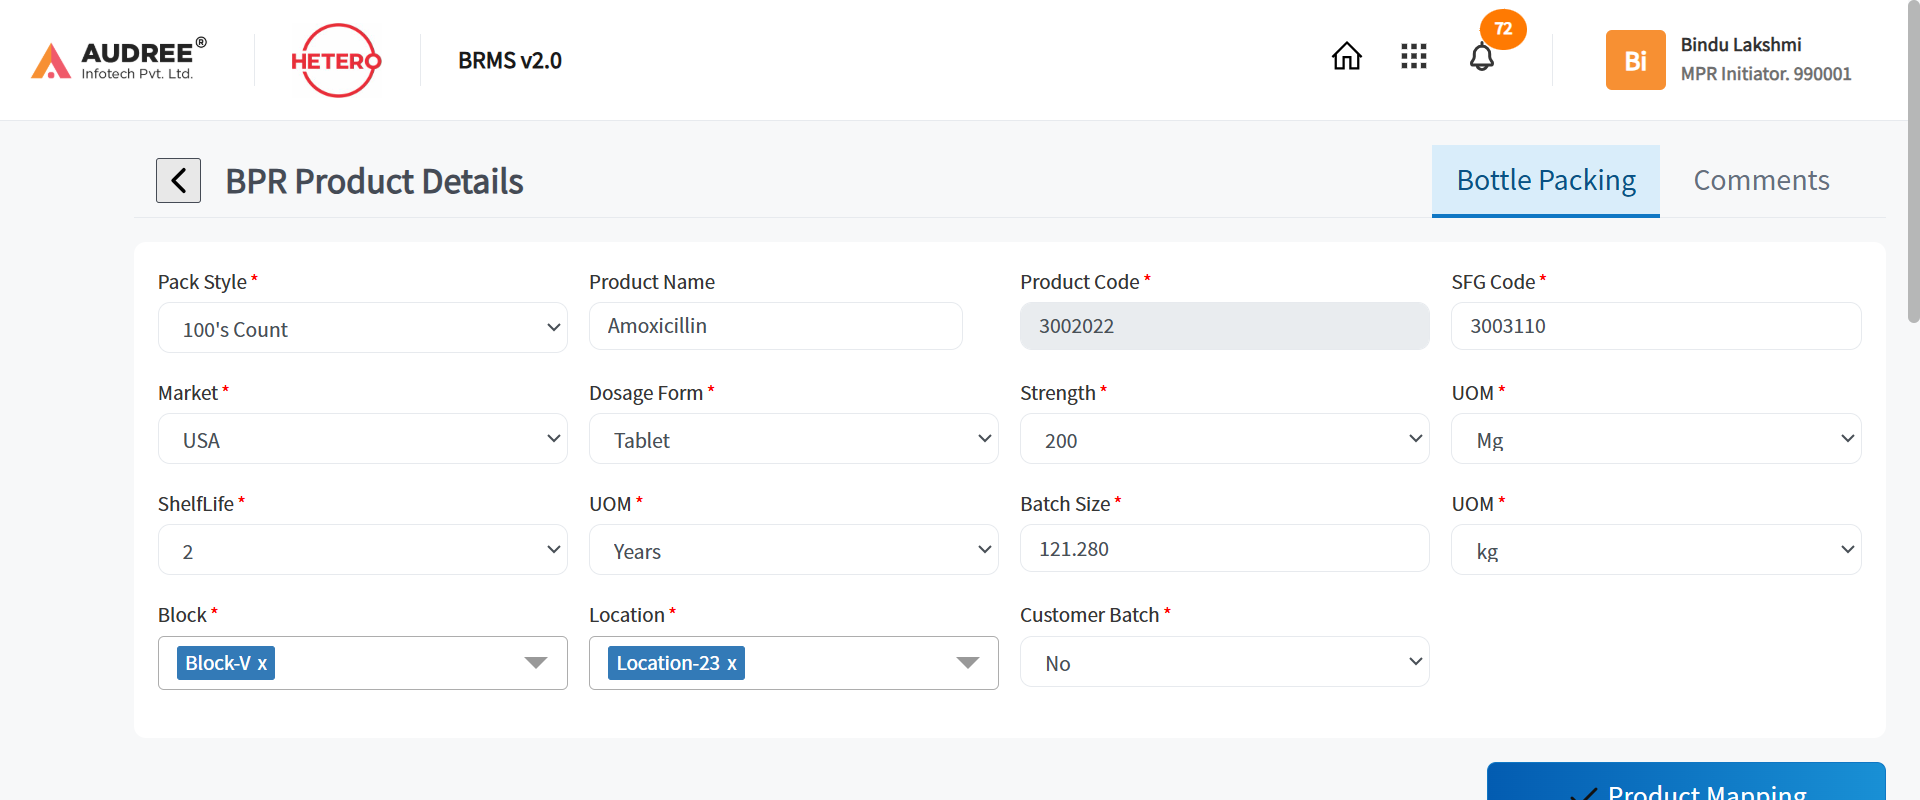 AUDREE®
Infotech Pvt. Ltd.
HETERO
BRMS v2.0
72
Bi
Bindu Lakshmi
MPR Initiator. 990001
BPR Product Details
Bottle Packing
Comments
Pack Style *
Product Name
Product Code *
SFG Code *
100's Count
Amoxicillin
3002022
3003110
Market *
Dosage Form *
Strength *
UOM *
USA
Tablet
200
Mg
ShelfLife *
UOM *
Batch Size *
UOM *
2
Years
121.280
kg
Block *
Location *
Customer Batch *
Block-V x
Location-23 x
No
Product Mapping